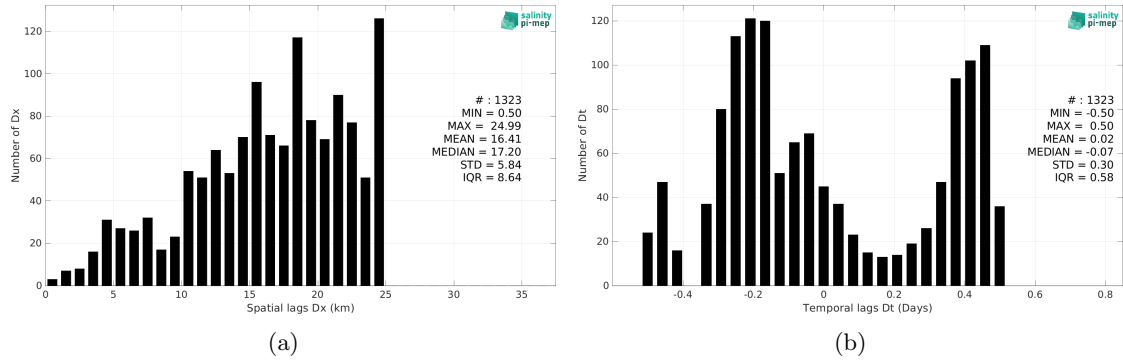 120
100
80
60
40
20
0
Number of Dx
0
5
10
15
20
25
30
35
Spatial lags Dx (km)
salinity
pi-mep
# : 1323
MIN = 0.50
MAX = 24.99
MEAN = 16.41
MEDIAN = 17.20
STD = 5.84
IQR = 8.64
(a)
120
100
80
60
40
20
0
Number of Dt
-0.4
-0.2
0
0.2
0.4
0.6
0.8
Temporal lags Dt (Days)
salinity
pi-mep
# : 1323
MIN = -0.50
MAX = 0.50
MEAN = 0.02
MEDIAN = -0.07
STD = 0.30
IQR = 0.58
(b)